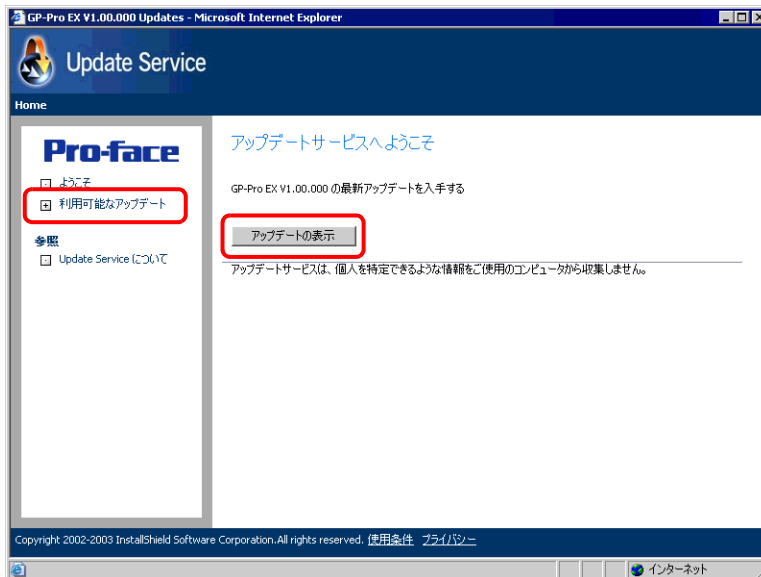 GP-Pro EX V1.00.000 Updates - Microsoft Internet Explorer
Update Service
Home
Pro-face
ようこそ
利用可能なアップデート
参照
Update Service について
アップデートサービスへようこそ
GP-Pro EX V1.00.000 の最新アップデートを入手する
アップデートの表示
アップデートサービスは、個人を特定できるような情報をご使用のコンピュータから収集しません。
Copyright 2002-2003 InstallShield Software Corporation.All rights reserved. 使用条件 プライバシー
インターネット